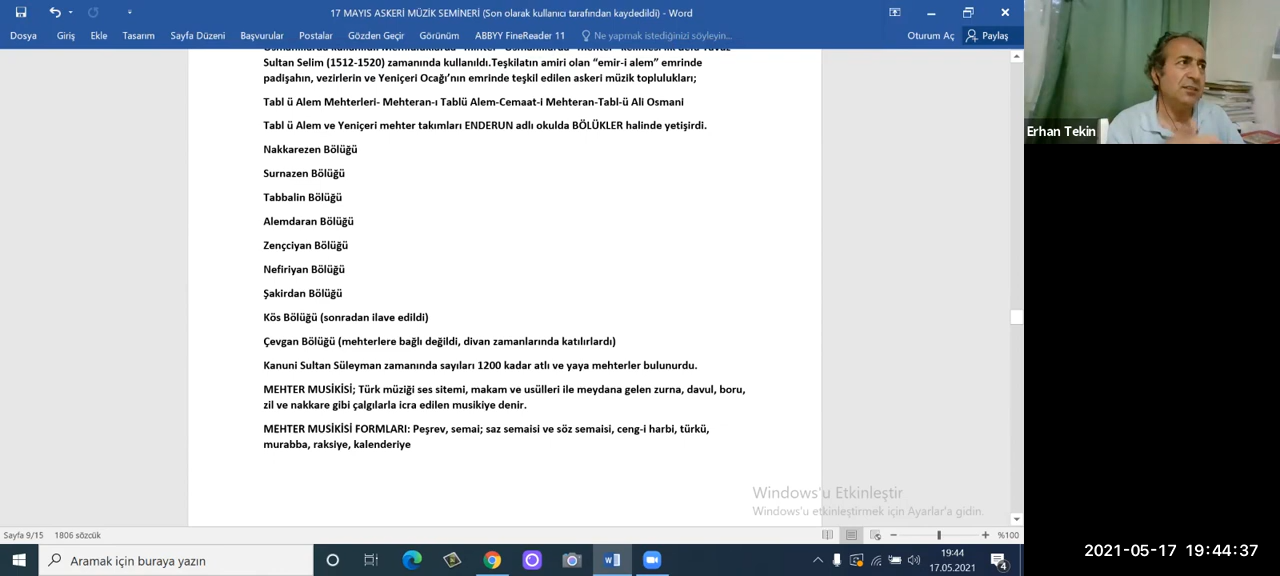 17 MAYIS ASKERİ MÜZİK SEMİNERİ (Son olarak kullanıcı tarafından kaydedildi) - Word
Dosya Giriş Ekle Tasarım Sayfa Düzeni Başvurular Postalar Gözden Geçir Görünüm ABBYY FineReader 11 Ne yapmak istediğinizi söyleyin... Oturum Aç Paylaş
Sultan Selim (1512-1520) zamanında kullanıldı.Teşkilatın amiri olan “emir-i alem” emrinde
padişahın, vezirlerin ve Yeniçeri Ocağı’nın emrinde teşkil edilen askeri müzik toplulukları;
Tabl ü Alem Mehterleri- Mehteran-ı Tablü Alem-Cemaat-i Mehteran-Tabl-ü Ali Osmani
Tabl ü Alem ve Yeniçeri mehter takımları ENDERUN adlı okulda BÖLÜKLER halinde yetişirdi.
Nakkarezen Bölüğü
Surnazen Bölüğü
Tabbalin Bölüğü
Alemdaran Bölüğü
Zençciyan Bölüğü
Nefiriyan Bölüğü
Şakirdan Bölüğü
Kös Bölüğü (sonradan ilave edildi)
Çevgan Bölüğü (mehterlere bağlı değildi, divan zamanlarında katılırlardı)
Kanuni Sultan Süleyman zamanında sayıları 1200 kadar atlı ve yaya mehterler bulunurdu.
MEHTER MUSİKİSİ; Türk müziği ses sitemi, makam ve usülleri ile meydana gelen zurna, davul, boru,
zil ve nakkare gibi çalgılarla icra edilen musikiye denir.
MEHTER MUSİKİSİ FORMLARI: Peşrev, semai; saz semaisi ve söz semaisi, ceng-i harbi, türkü,
murabba, raksiye, kalenderiye
Windows'u Etkinleştir
Windows'u etkinleştirmek için Ayarlar'a gidin.
Sayfa 9/15 1806 sözcük %100
Aramak için buraya yazın
19:44
17.05.2021
4
Erhan Tekin
2021-05-17 19:44:37